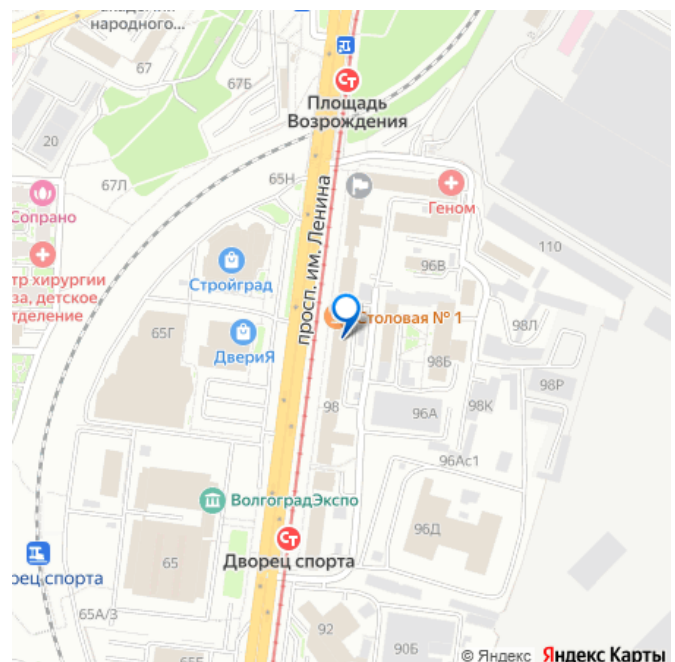 народного...
67
67Б
Площадь
Возрождения
20
67Л
65Н
Сопрано
Геном
просп. им. Ленина
110
96В
тр хирургии
за, детское
тделение
Стройград
Столовая № 1
98Л
65Г
ДвериЯ
98Б
98Р
98
96А
98К
96Ас1
ВолгоградЭкспо
96Д
Дворец спорта
65
рец спорта
65А/3
92
90Б
65Б
© Яндекс Яндекс Карты